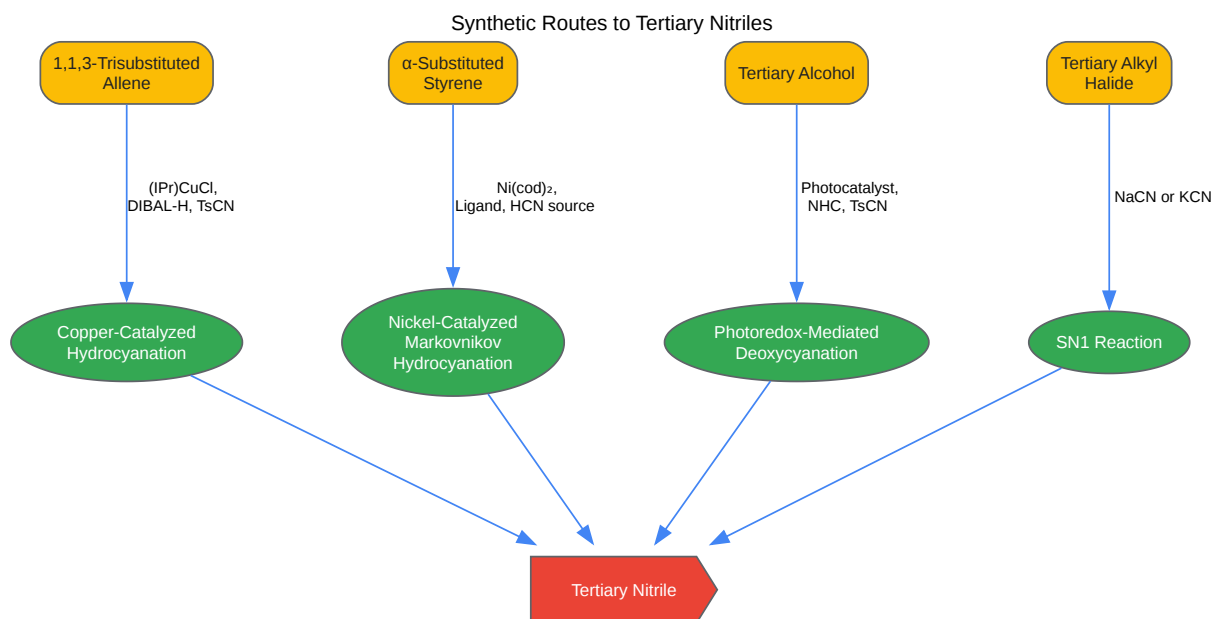 Synthetic Routes to Tertiary Nitriles
1,1,3-Trisubstituted
Allene
α-Substituted
Styrene
Tertiary Alcohol
Tertiary Alkyl
Halide
(IPr)CuCl,
DIBAL-H, TsCN
Ni(cod)₂,
Ligand, HCN source
Photocatalyst,
NHC, TsCN
NaCN or KCN
Copper-Catalyzed
Hydrocyanation
Nickel-Catalyzed
Markovnikov
Hydrocyanation
Photoredox-Mediated
Deoxycyanation
SN1 Reaction
Tertiary Nitrile